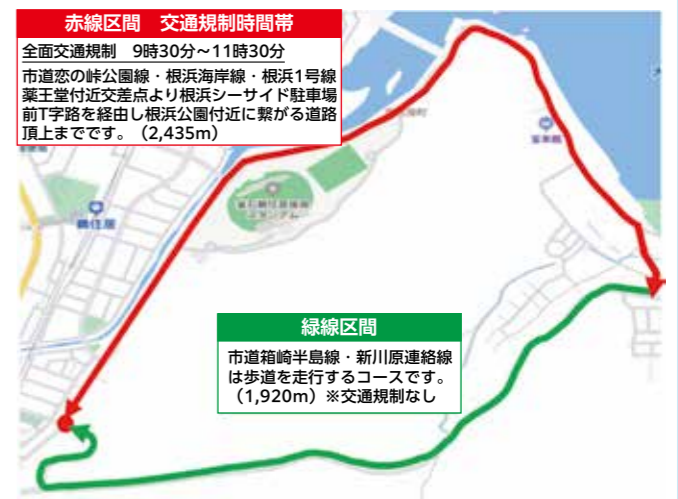 赤線区間 交通規制時間帯
全面交通規制 9時30分～11時30分
市道恋の峠公園線・根浜海岸線・根浜1号線
薬王堂付近交差点より根浜シーサイド駐車場
前T字路を経由し根浜公園付近に繋がる道路
頂上までです。（2,435m）
鵜住居
緑線区間
市道箱崎半島線・新川原連絡線
は歩道を走行するコースです。
（1,920m）※交通規制なし